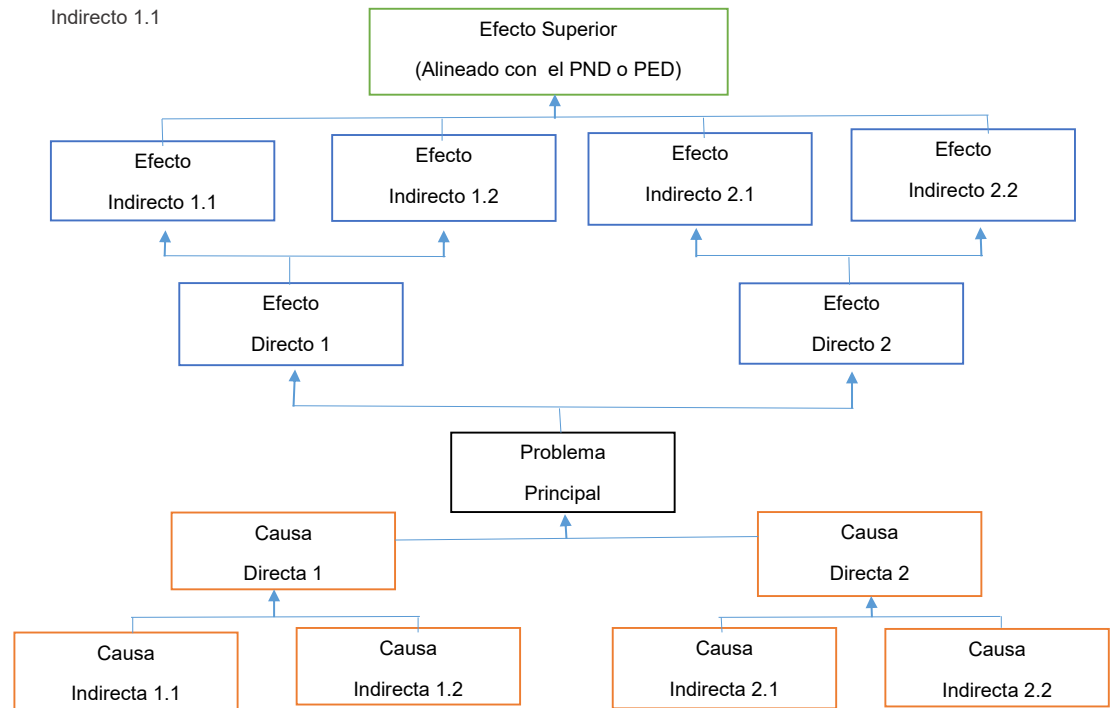 Indirecto 1.1
Efecto Superior
(Alineado con el PND o PED)
Efecto
Indirecto 1.1
Efecto
Indirecto 1.2
Efecto
Indirecto 2.1
Efecto
Indirecto 2.2
Efecto
Directo 1
Efecto
Directo 2
Problema
Principal
Causa
Directa 1
Causa
Directa 2
Causa
Indirecta 1.1
Causa
Indirecta 1.2
Causa
Indirecta 2.1
Causa
Indirecta 2.2